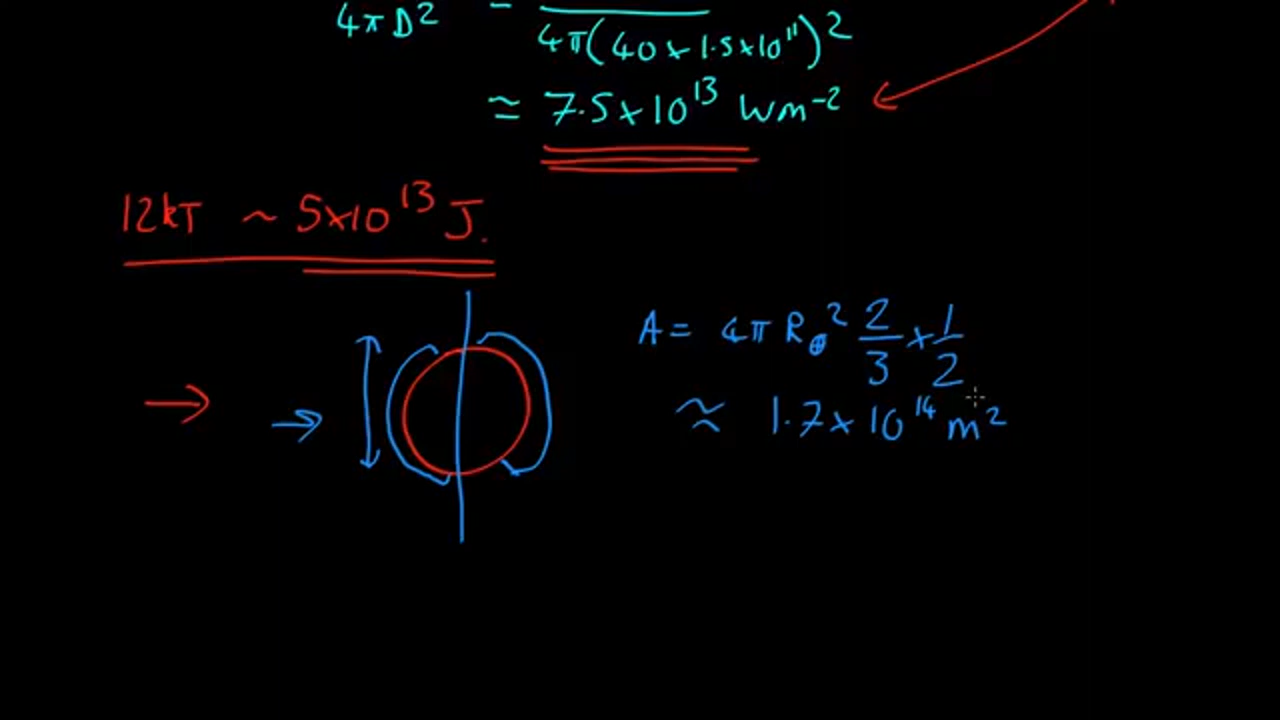 4πD² = 4π(40×1.5×10¹¹)²
≈ 7.5×10¹³ Wm⁻²
12kT ~ 5×10¹³ J.
A = 4πR⊕² 2/3 × 1/2
≈ 1.7×10¹⁴ m²